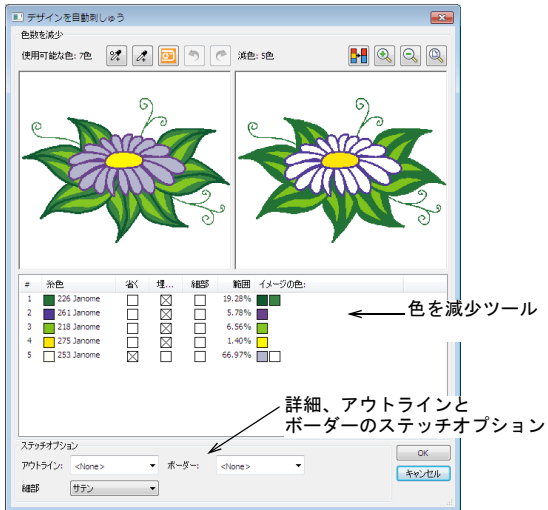 デザインを自動刺しゅう
色数を減少
使用可能な色: 7色
減色: 5色
# 糸色 省く 埋... 細部 範囲 イメージの色:
1 226 Janome 19.28%
2 261 Janome 5.78%
3 218 Janome 6.56%
4 275 Janome 1.40%
5 253 Janome 66.97%
色を減少ツール
詳細、アウトラインと
ボーダーのステッチオプション
ステッチオプション
アウトライン: <None> ボーダー: <None>
細部 サテン
OK
キャンセル